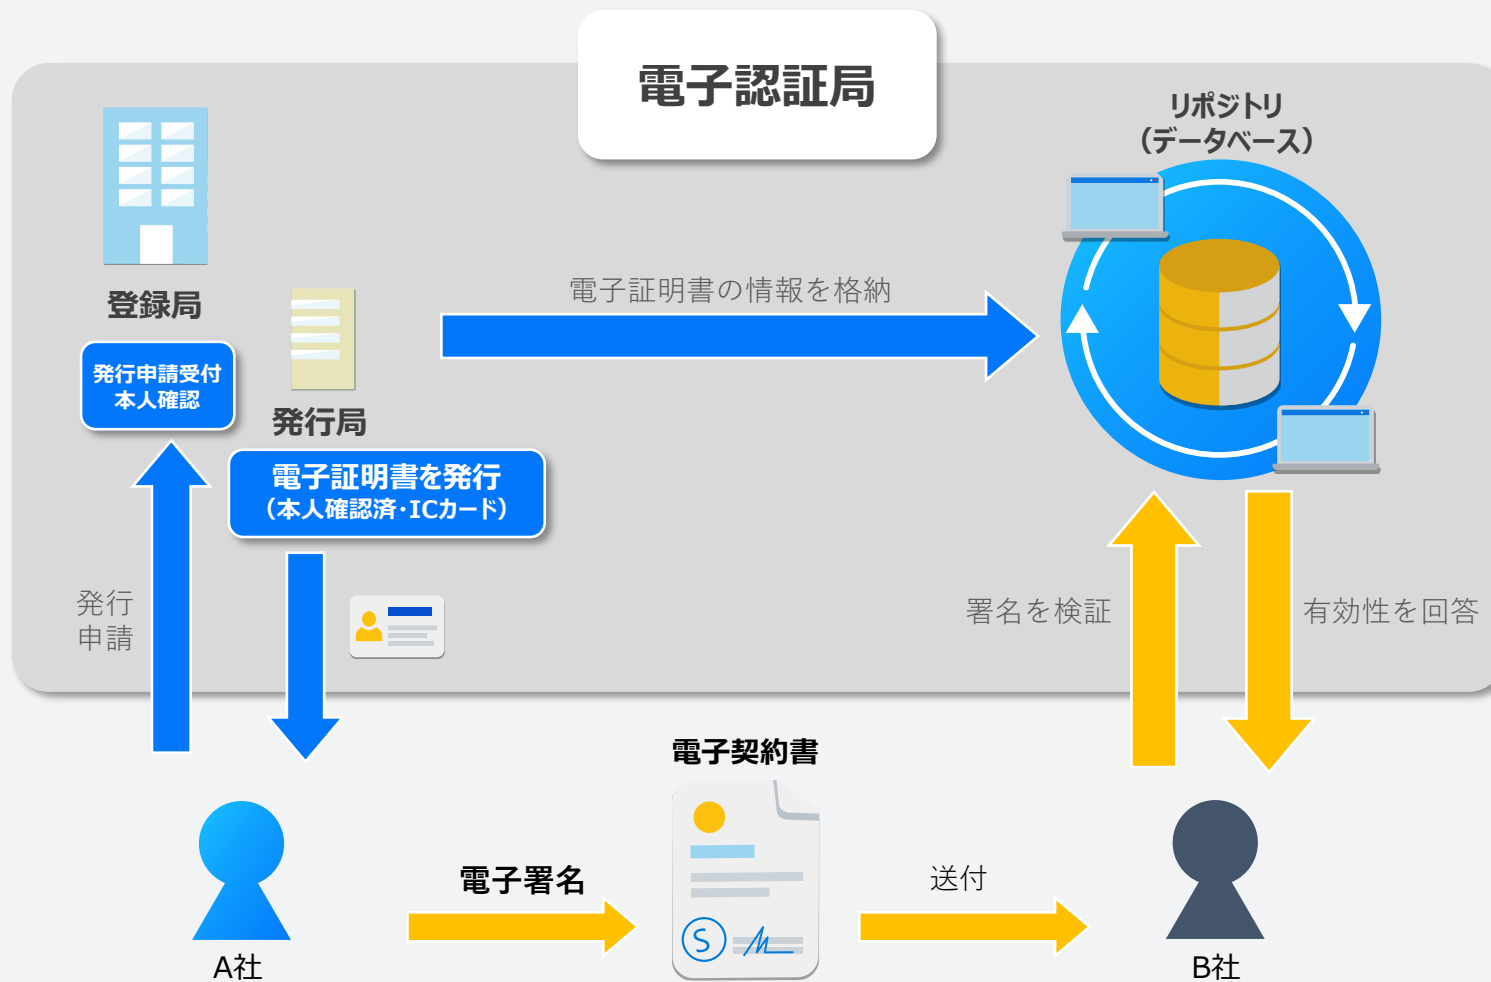 電子認証局
リポジトリ
（データベース）
登録局
発行申請受付
本人確認
発行局
電子証明書を発行
（本人確認済・ICカード）
電子証明書の情報を格納
発行
申請
署名を検証
有効性を回答
電子契約書
電子署名
送付
S
A社
B社